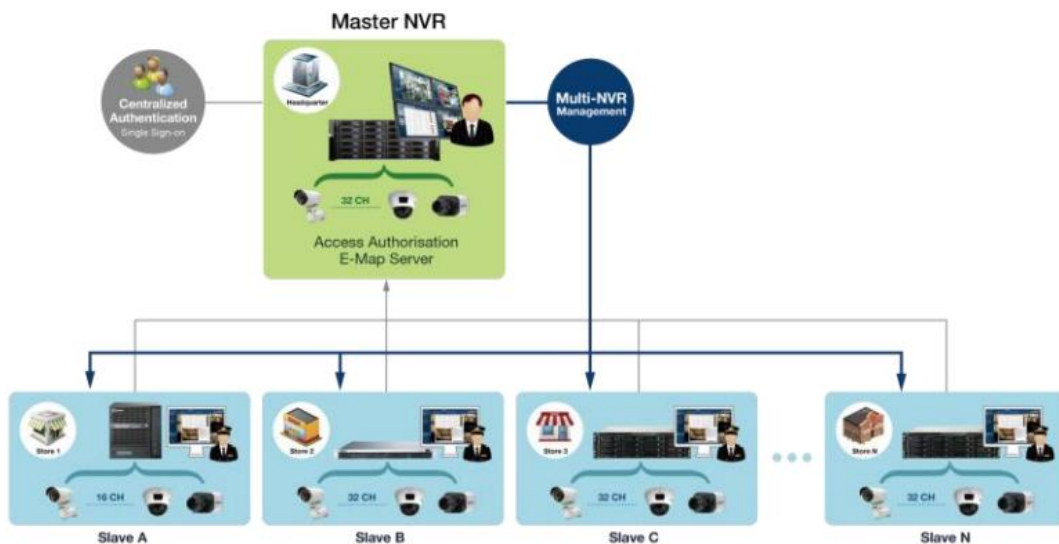 Master NVR
Centralized
Authentication
Single Sign-on
Headquarter
Multi-NVR
Management
32 CH
Access Authorisation
E-Map Server
Store 1
16 CH
Slave A
Store 2
32 CH
Slave B
Store 3
32 CH
Slave C
Store N
32 CH
Slave N